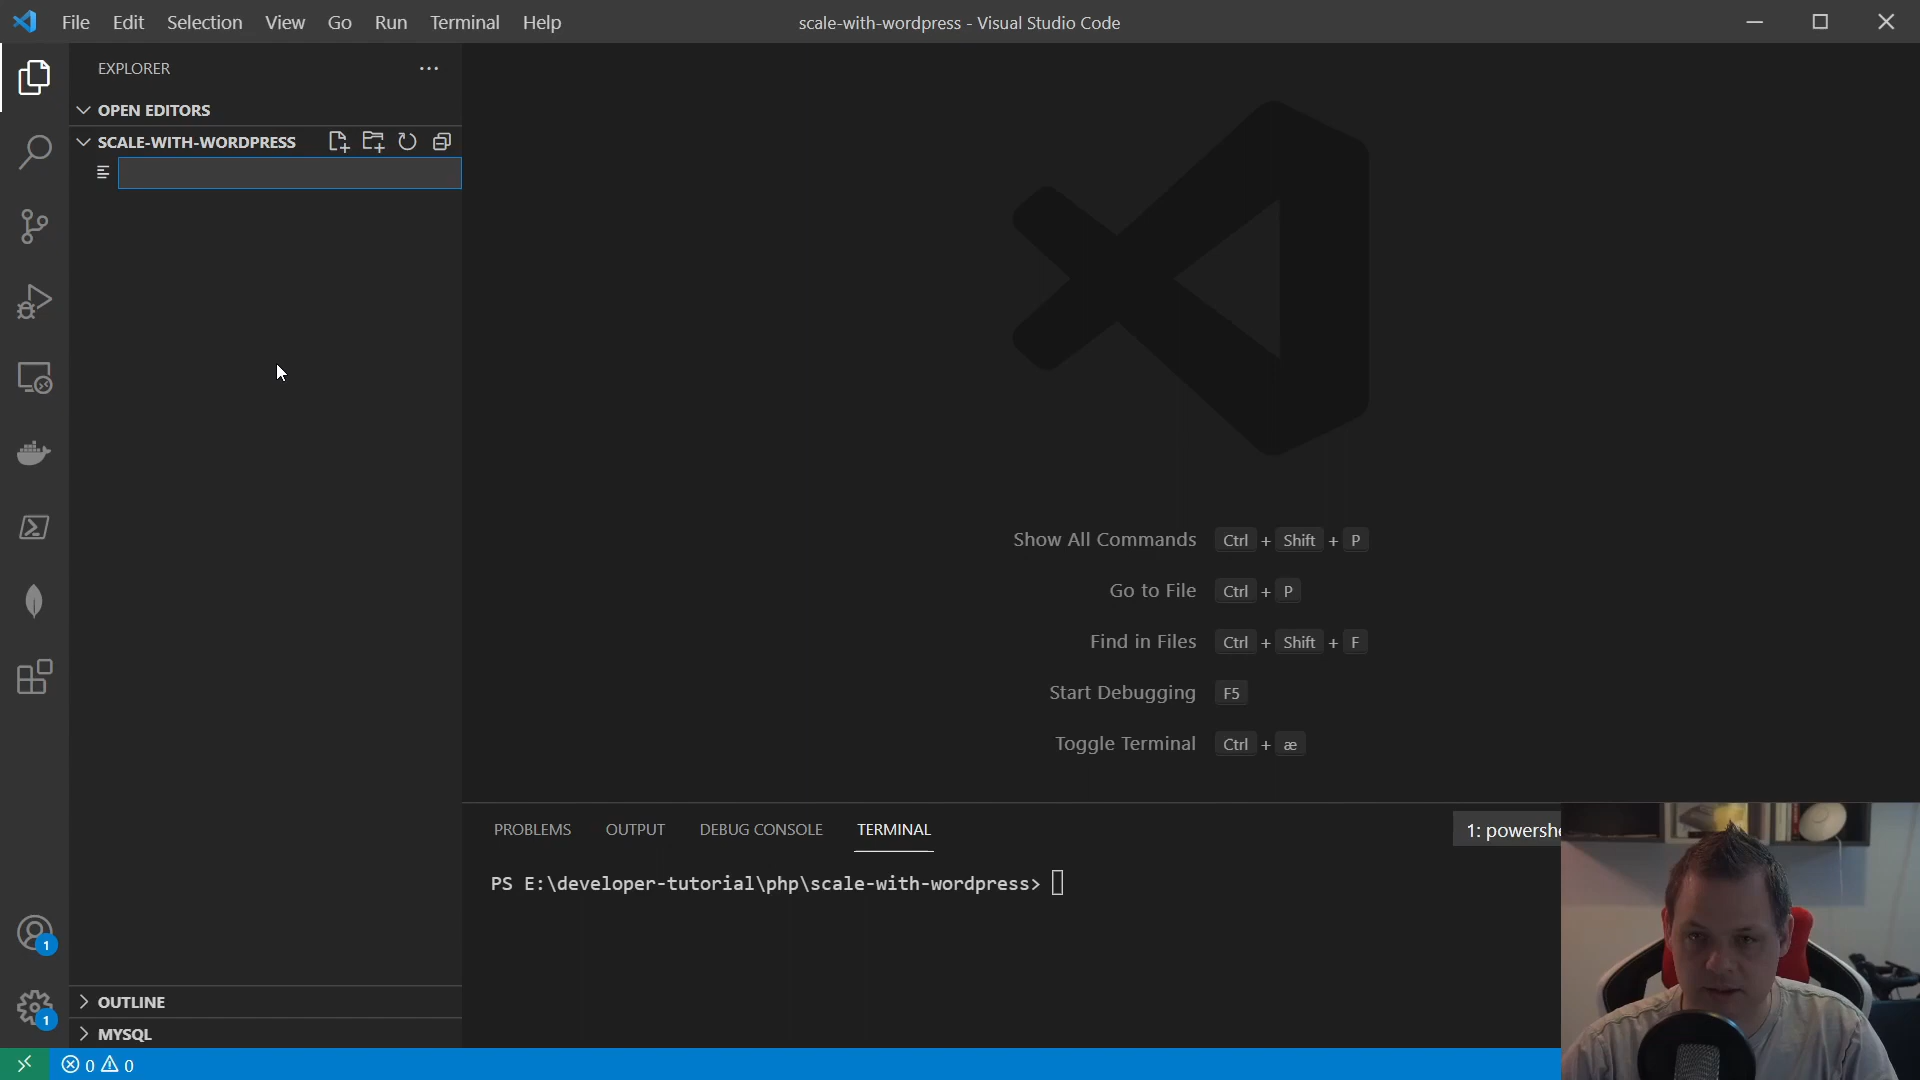 File Edit Selection View Go Run Terminal Help
scale-with-wordpress - Visual Studio Code
EXPLORER
OPEN EDITORS
SCALE-WITH-WORDPRESS
Show All Commands Ctrl + Shift + P
Go to File Ctrl + P
Find in Files Ctrl + Shift + F
Start Debugging F5
Toggle Terminal Ctrl + æ
PROBLEMS OUTPUT DEBUG CONSOLE TERMINAL
1: powershe
PS E:\developer-tutorial\php\scale-with-wordpress>
1
1
OUTLINE
MYSQL
0 0